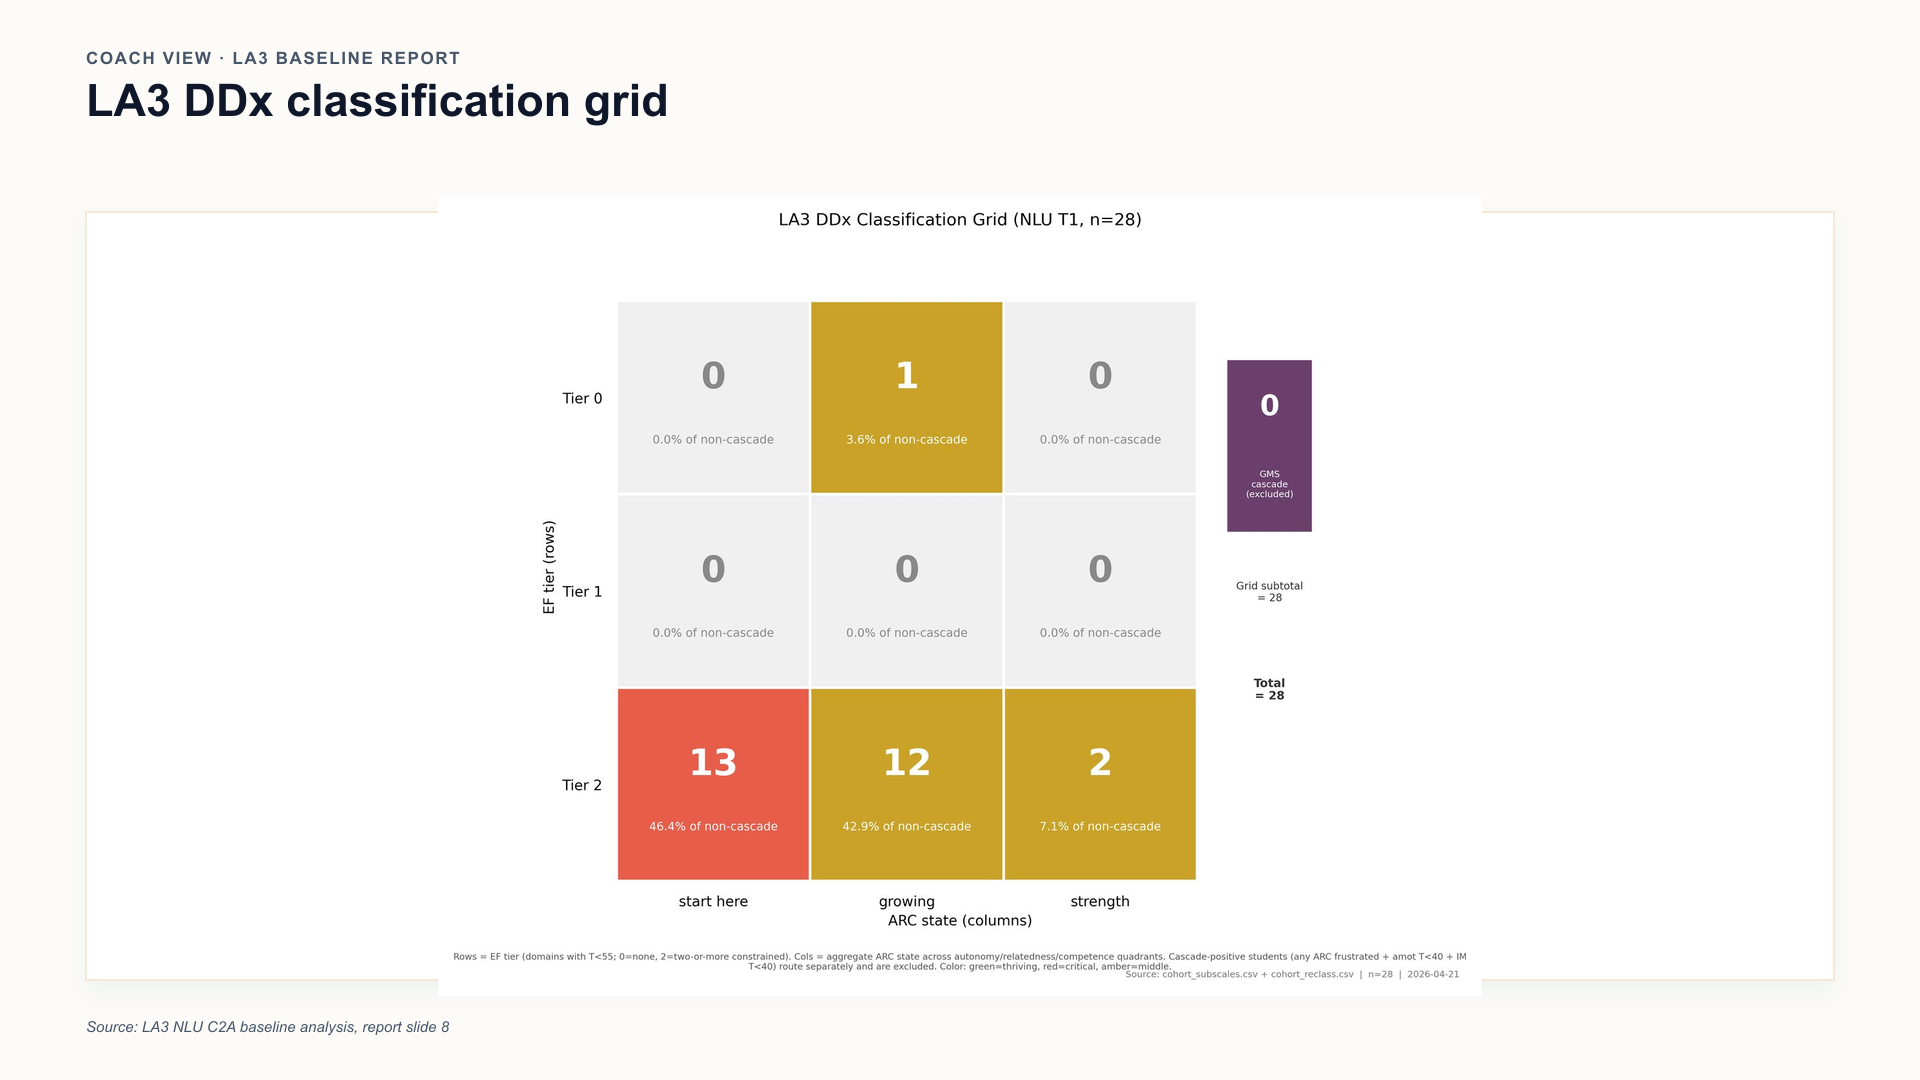 COACH VIEW · LA3 BASELINE REPORT
LA3 DDx classification grid
LA3 DDx Classification Grid (NLU T1, n=28)
EF tier (rows)
Tier 0
0
0.0% of non-cascade
1
3.6% of non-cascade
0
0.0% of non-cascade
Tier 1
0
0.0% of non-cascade
0
0.0% of non-cascade
0
0.0% of non-cascade
Tier 2
13
46.4% of non-cascade
12
42.9% of non-cascade
2
7.1% of non-cascade
start here
growing
strength
ARC state (columns)
0
GMS
cascade
(excluded)
Grid subtotal
= 28
Total
= 28
Rows = EF tier (domains with T<55; 0=none, 2=two-or-more constrained). Cols = aggregate ARC state across autonomy/relatedness/competence quadrants. Cascade-positive students (any ARC frustrated + amot T<40 + IM
T<40) route separately and are excluded. Color: green=thriving, red=critical, amber=middle.
Source: cohort_subscales.csv + cohort_reclass.csv | n=28 | 2026-04-21
Source: LA3 NLU C2A baseline analysis, report slide 8